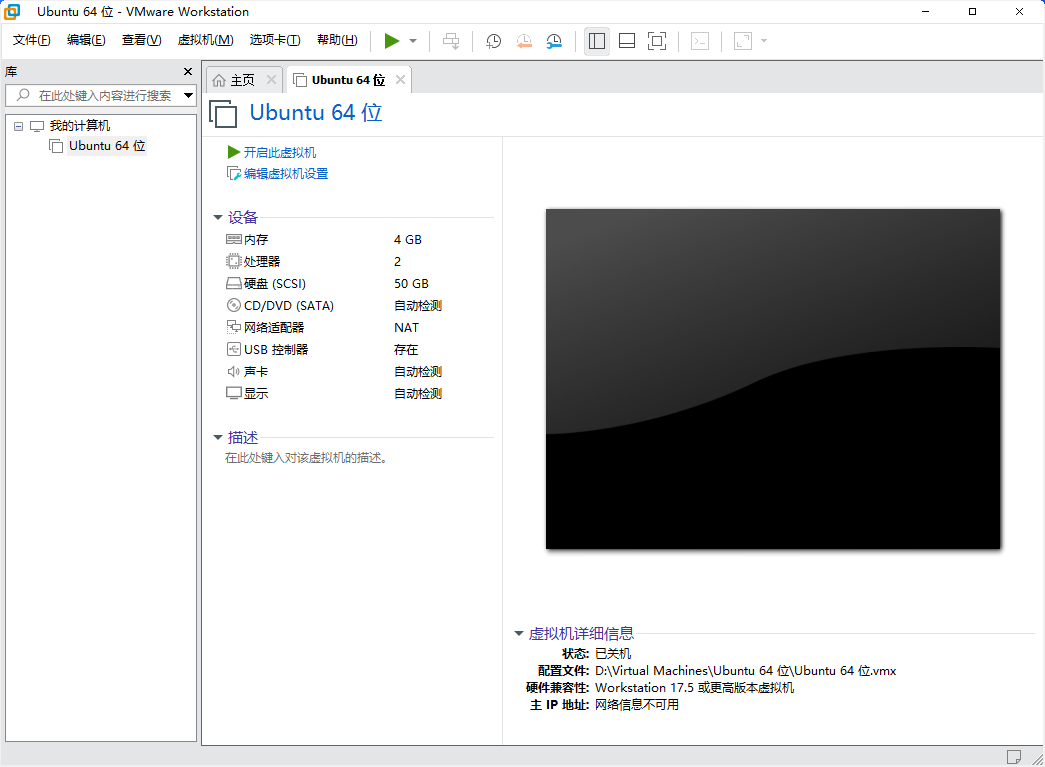 Ubuntu 64 位 - VMware Workstation
文件(F) 编辑(E) 查看(V) 虚拟机(M) 选项卡(T) 帮助(H)
库
在此处键入内容进行搜索
我的计算机
Ubuntu 64 位
主页 Ubuntu 64 位
Ubuntu 64 位
开启此虚拟机
编辑虚拟机设置
设备
内存 4 GB
处理器 2
硬盘 (SCSI) 50 GB
CD/DVD (SATA) 自动检测
网络适配器 NAT
USB 控制器 存在
声卡 自动检测
显示 自动检测
描述
在此处键入对该虚拟机的描述。
虚拟机详细信息
状态: 已关机
配置文件: D:\Virtual Machines\Ubuntu 64 位\Ubuntu 64 位.vmx
硬件兼容性: Workstation 17.5 或更高版本虚拟机
主 IP 地址: 网络信息不可用